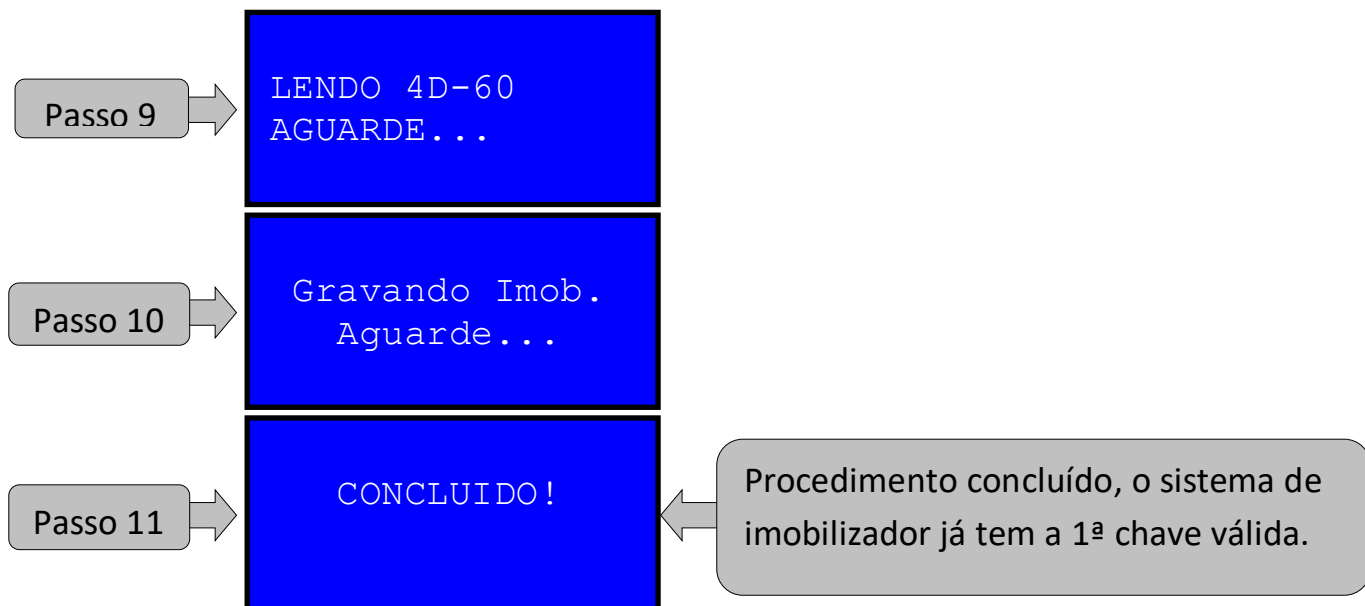 Passo 9
LENDO 4D-60
AGUARDE...
Passo 10
Gravando Imob.
Aguarde...
Passo 11
CONCLUIDO!
Procedimento concluído, o sistema de
imobilizador já tem a 1ª chave válida.